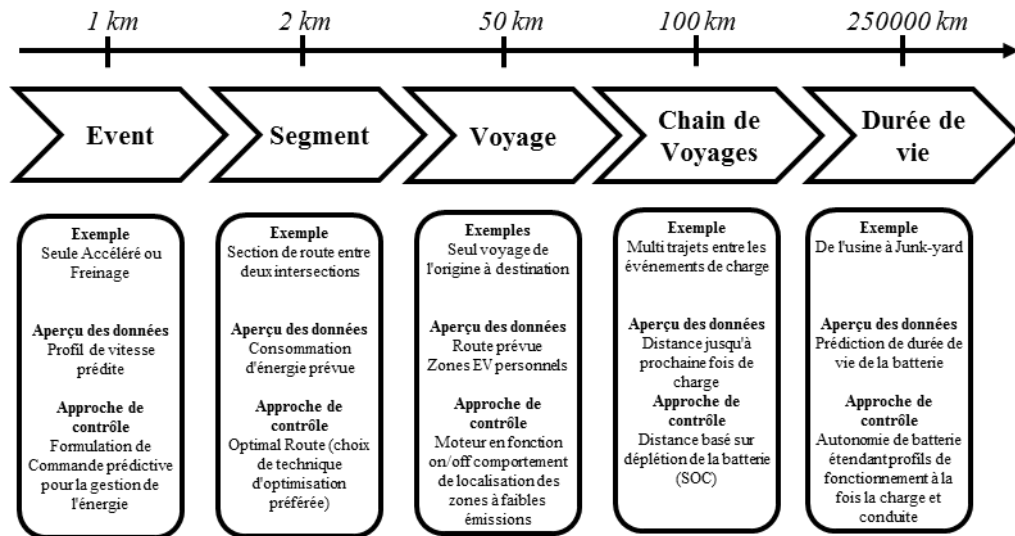 1 km
2 km
50 km
100 km
250000 km
Event
Segment
Voyage
Chain de
Voyages
Durée de
vie
Exemple
Seule Accéléré ou
Freinage
Aperçu des données
Profil de vitesse
prédite
Approche de
contrôle
Formulation de
Commande prédictive
pour la gestion de
l'énergie
Exemple
Section de route entre
deux intersections
Aperçu des données
Consommation
d'énergie prévue
Approche de
contrôle
Optimal Route (choix
de technique
d'optimisation
préférée)
Exemples
Seul voyage de
l'origine à destination
Aperçu des données
Route prévue
Zones EV personnels
Approche de
contrôle
Moteur en fonction
on/off comportement
de localisation des
zones à faibles
émissions
Exemple
Multi trajets entre les
événements de charge
Aperçu des données
Distance jusqu'à
prochaine fois de
charge
Approche de
contrôle
Distance basé sur
déplétion de la batterie
(SOC)
Exemple
De l'usine à Junk-yard
Aperçu des données
Prédiction de durée de
vie de la batterie
Approche de
contrôle
Autonomie de batterie
étendant profils de
fonctionnement à la
fois la charge et
conduite